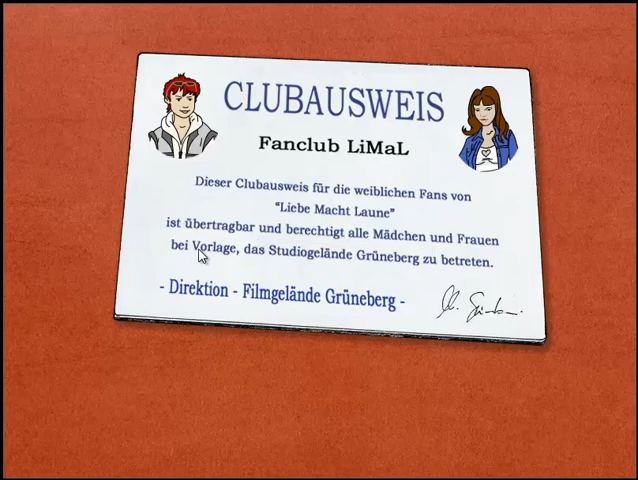 CLUBAUSWEIS
Fanclub LiMaL
Dieser Clubausweis für die weiblichen Fans von
“Liebe Macht Laune”
ist übertragbar und berechtigt alle Mädchen und Frauen
bei Vorlage, das Studiogelände Grüneberg zu betreten.
- Direktion - Filmgelände Grüneberg -